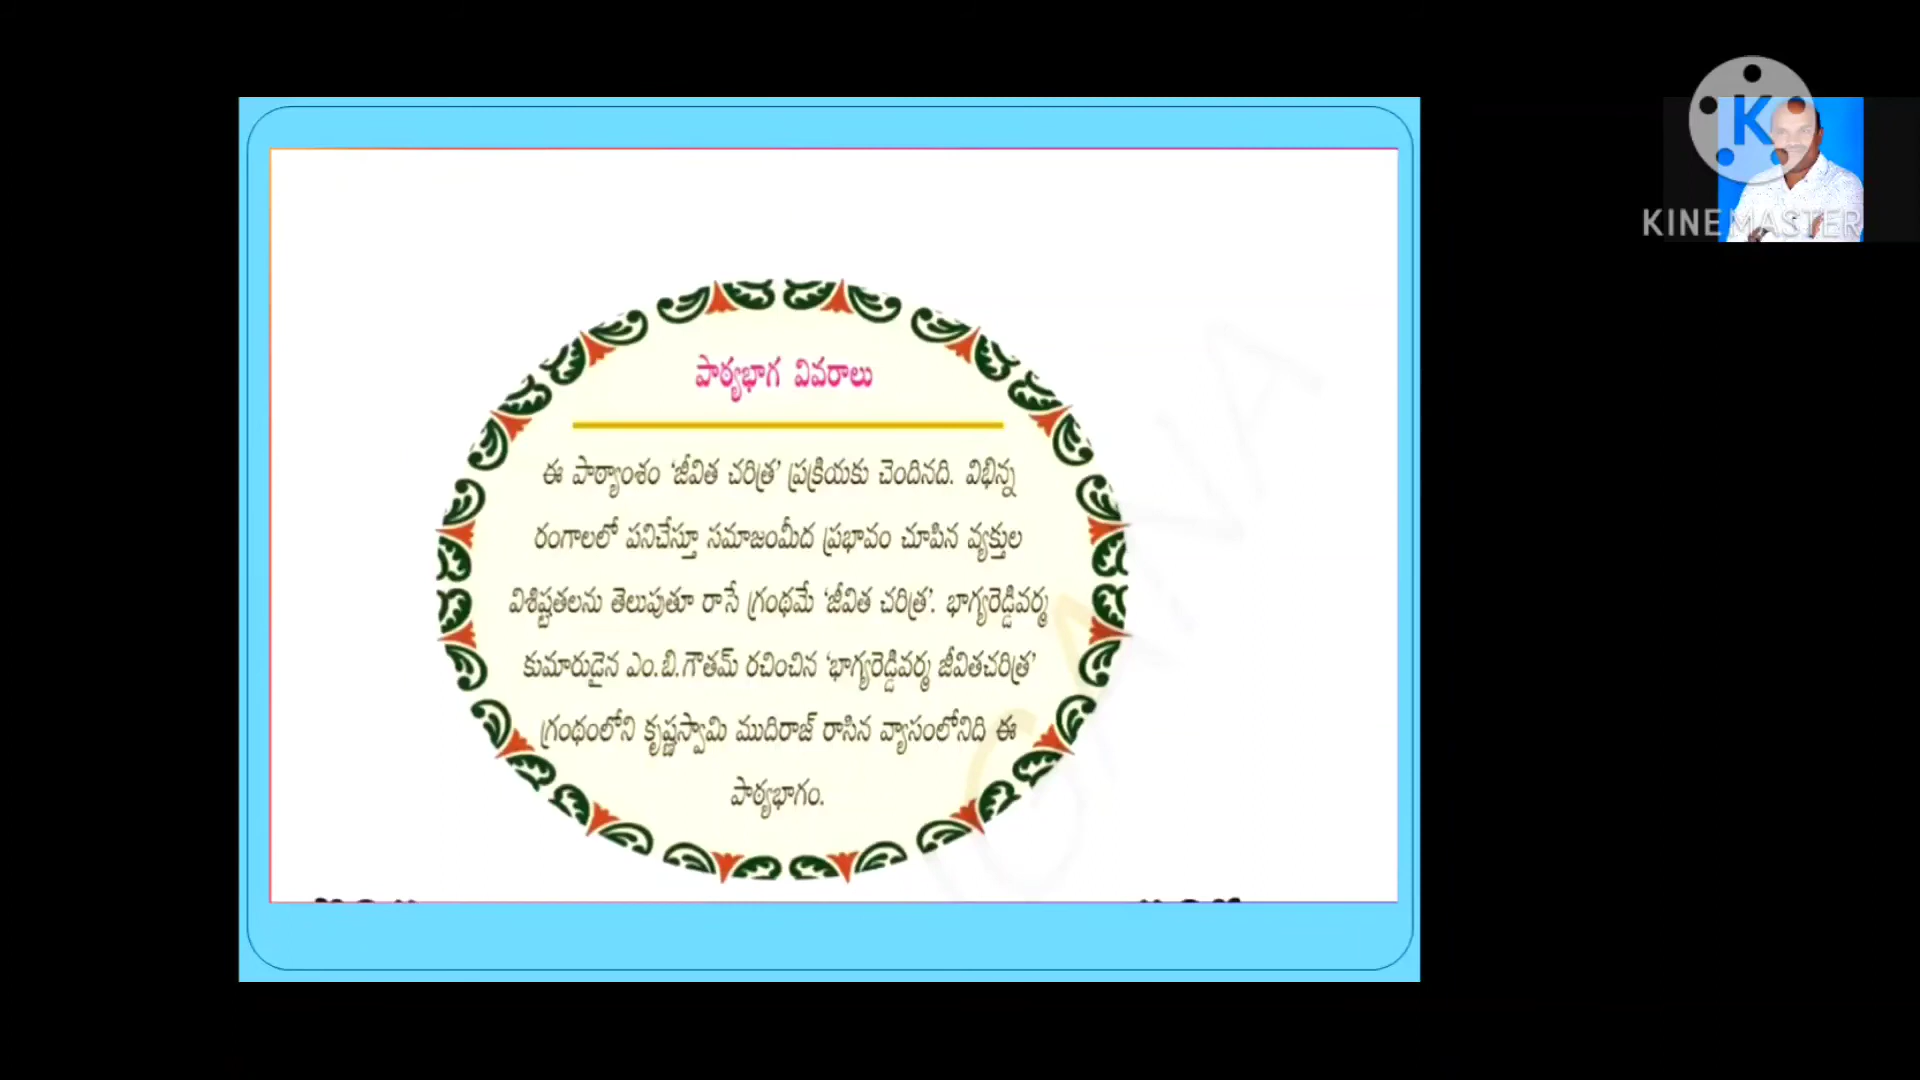 పాఠ్యభాగ వివరాలు
ఈ పాఠ్యాంశం ‘జీవిత చరిత్ర’ ప్రక్రియకు చెందినది. విభిన్న
రంగాలలో పనిచేస్తూ సమాజంమీద ప్రభావం చూపిన వ్యక్తుల
విశిష్టతలను తెలుపుతూ రాసే గ్రంథమే ‘జీవిత చరిత్ర’. భాగ్యరెడ్డివర్మ
కుమారుడైన ఎం.బి.గౌతమ్ రచించిన ‘భాగ్యరెడ్డివర్మ జీవితచరిత్ర’
గ్రంథంలోని కృష్ణస్వామి ముదిరాజ్ రాసిన వ్యాసంలోనిది ఈ
పాఠ్యభాగం.
K
KINEMASTER